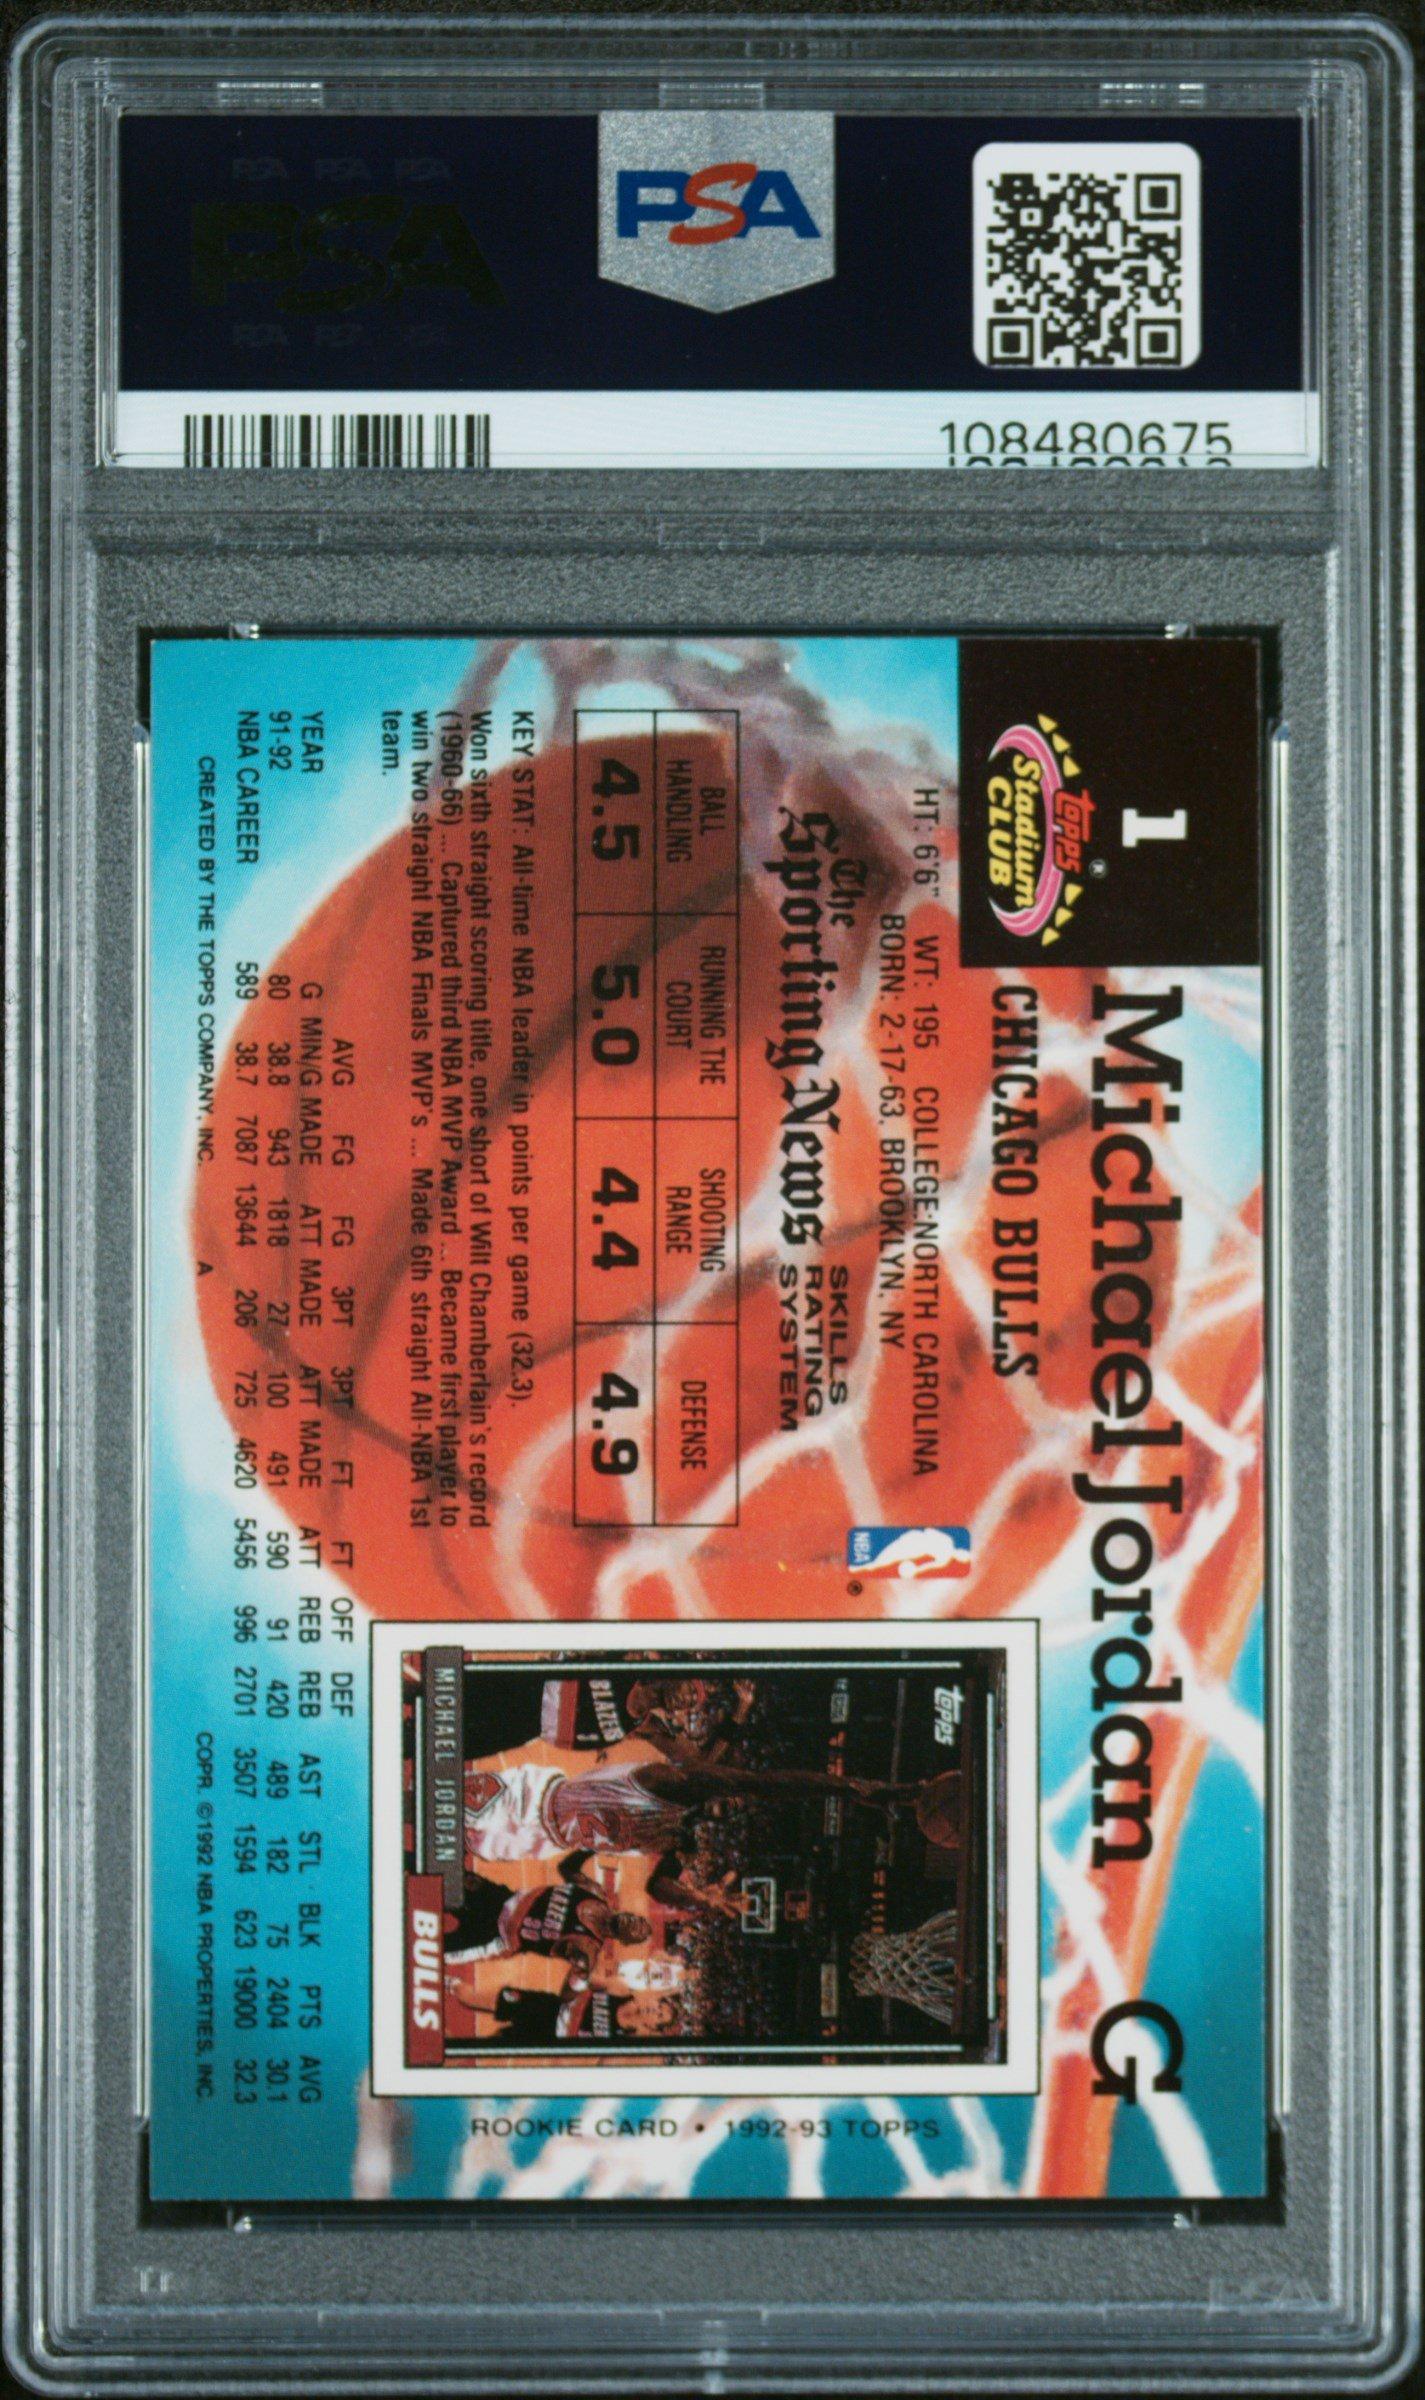 PSA PSA PSA
PSA
PSA
108480675
1
topps®
Stadium
CLUB
Michael Jordan G
CHICAGO BULLS
HT: 6'6" WT: 195 COLLEGE:NORTH CAROLINA
BORN: 2-17-63, BROOKLYN, NY
NBA
®
The
Sporting News
SKILLS
RATING
SYSTEM
BALL HANDLING RUNNING THE COURT SHOOTING RANGE DEFENSE
4.5 5.0 4.4 4.9
KEY STAT: All-time NBA leader in points per game (32.3).
Won sixth straight scoring title, one short of Wilt Chamberlain's record
(1960-66) ... Captured third NBA MVP Award ... Became first player to
win two straight NBA Finals MVP's ... Made 6th straight All-NBA 1st
team.
AVG FG FG 3PT 3PT FT FT OFF DEF
YEAR G MIN/G MADE ATT MADE ATT MADE ATT REB REB AST STL BLK PTS AVG
91-92 80 38.8 943 1818 27 100 491 590 91 420 489 182 75 2404 30.1
NBA CAREER 589 38.7 7087 13644 206 725 4620 5456 996 2701 3507 1594 623 19000 32.3
CREATED BY THE TOPPS COMPANY, INC. A COPR. ©1992 NBA PROPERTIES, INC.
topps
BLAZERS
MICHAEL JORDAN
BULLS
ROOKIE CARD • 1992-93 TOPPS
PSA